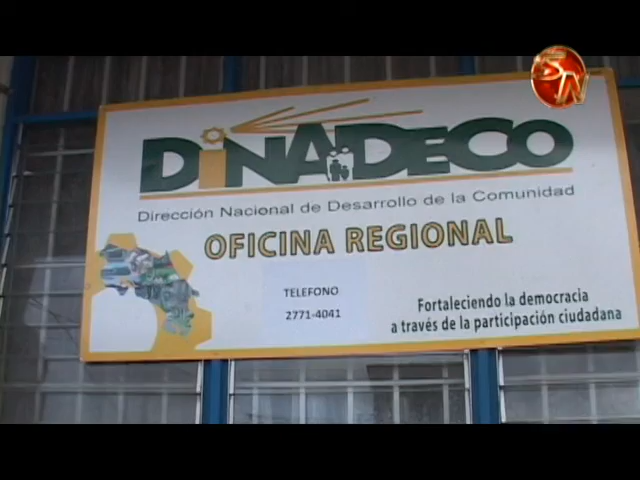 SN
DiNADECO
Dirección Nacional de Desarrollo de la Comunidad
OFICINA REGIONAL
TELEFONO
2771-4041
Fortaleciendo la democracia
a través de la participación ciudadana